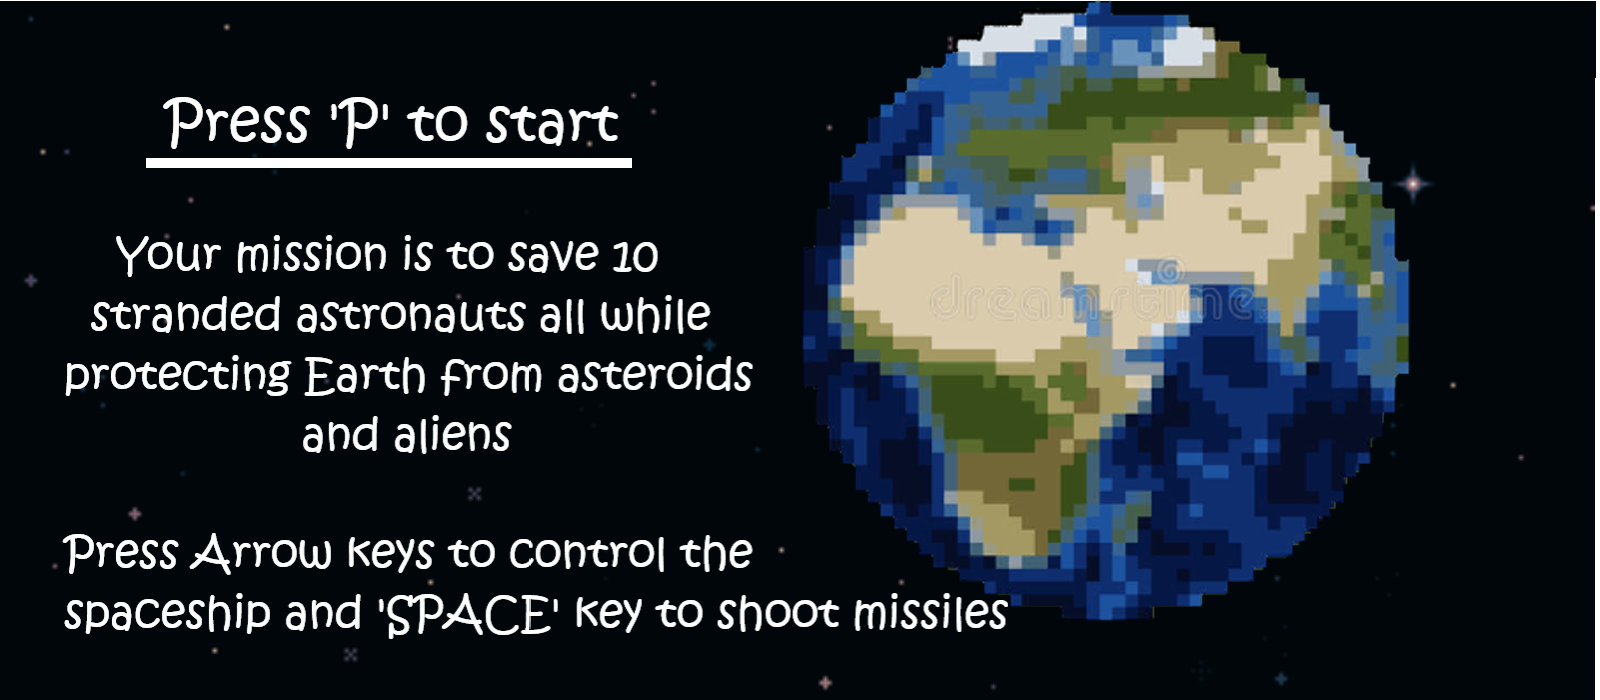 Press 'P' to start
Your mission is to save 10
stranded astronauts all while
protecting Earth from asteroids
and aliens
dreamstime
Press Arrow keys to control the
spaceship and 'SPACE' key to shoot missiles